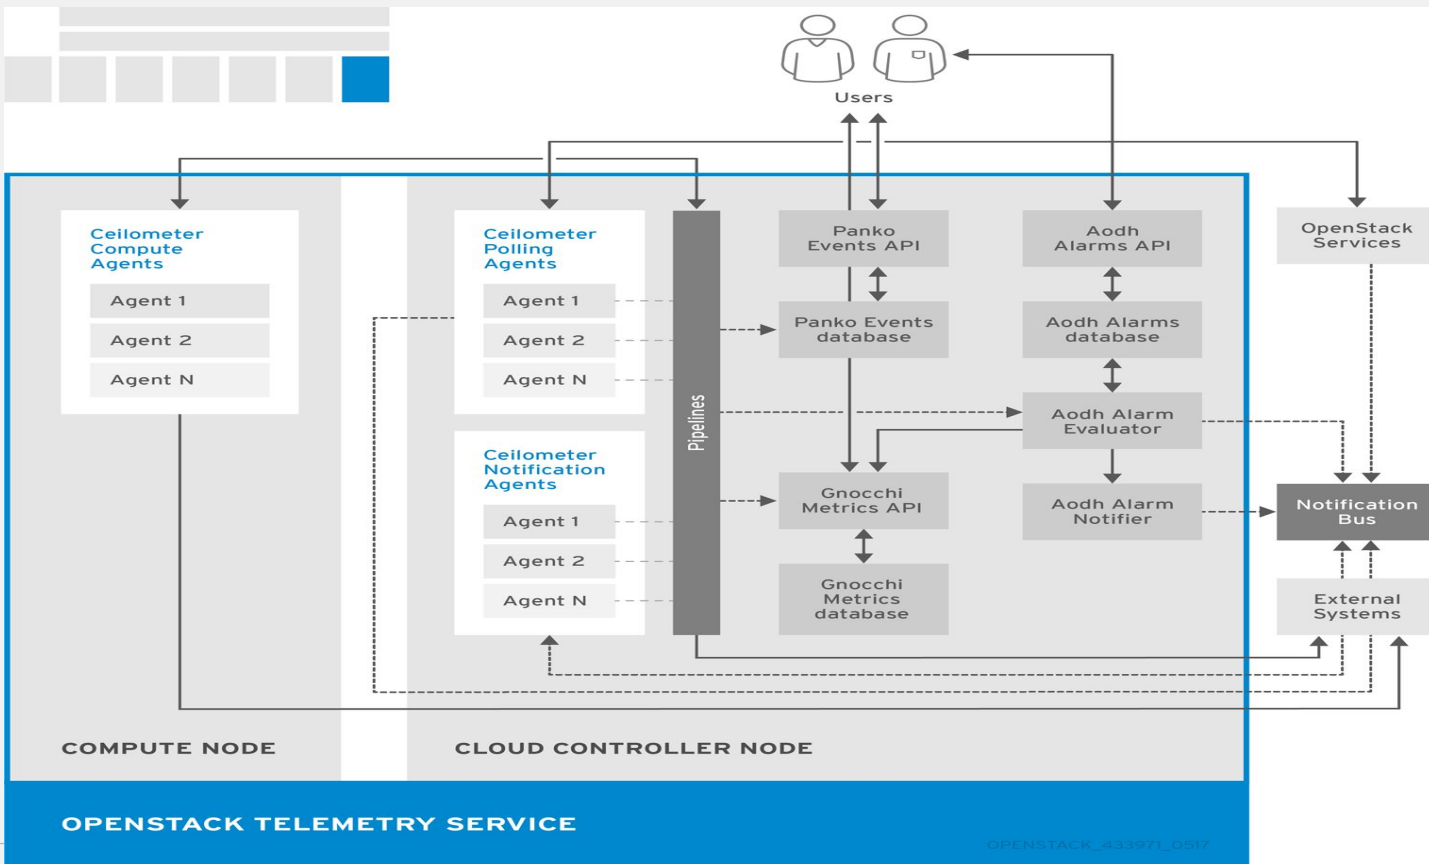 Users
Ceilometer
Compute
Agents
Agent 1
Agent 2
Agent N
Ceilometer
Polling
Agents
Agent 1
Agent 2
Agent N
Ceilometer
Notification
Agents
Agent 1
Agent 2
Agent N
Pipelines
Panko
Events API
Panko Events
database
Gnocchi
Metrics API
Gnocchi
Metrics
database
Aodh
Alarms API
Aodh Alarms
database
Aodh Alarm
Evaluator
Aodh Alarm
Notifier
OpenStack
Services
Notification
Bus
External
Systems
COMPUTE NODE
CLOUD CONTROLLER NODE
OPENSTACK TELEMETRY SERVICE
OPENSTACK_433971_0517